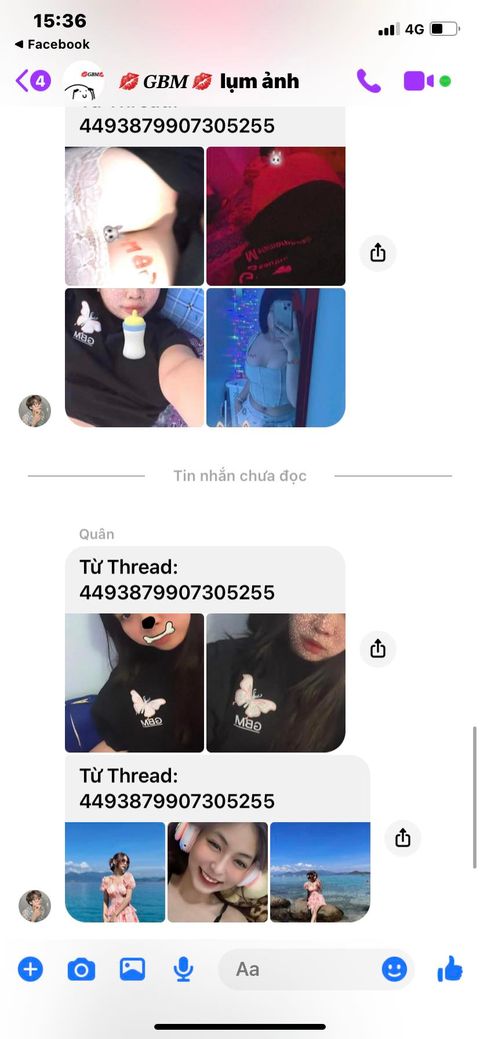 15:36
4G
Facebook
4
GBM
💋 GBM 💋 lụm ảnh
4493879907305255
GBM
Tin nhắn chưa đọc
Quân
Từ Thread:
4493879907305255
GBM
GBM
Từ Thread:
4493879907305255
Aa